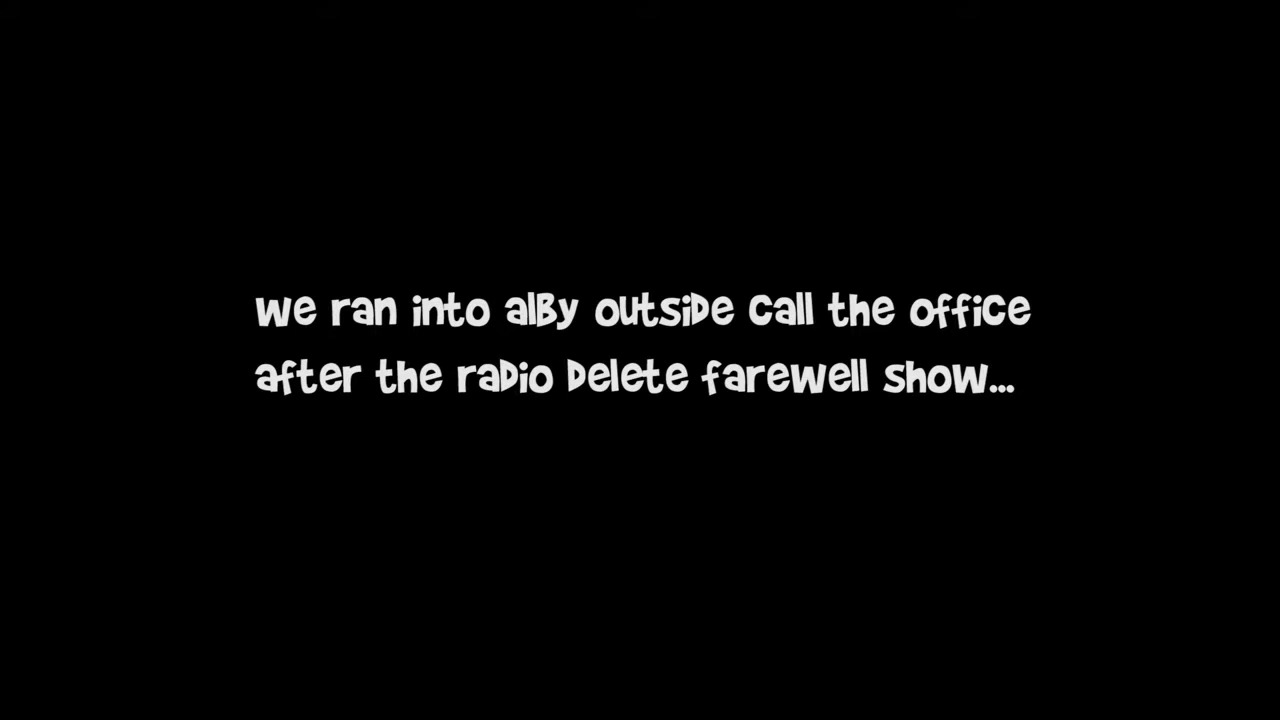 we ran into alBy outsiDe call the office
after the raDio Delete farewell show...